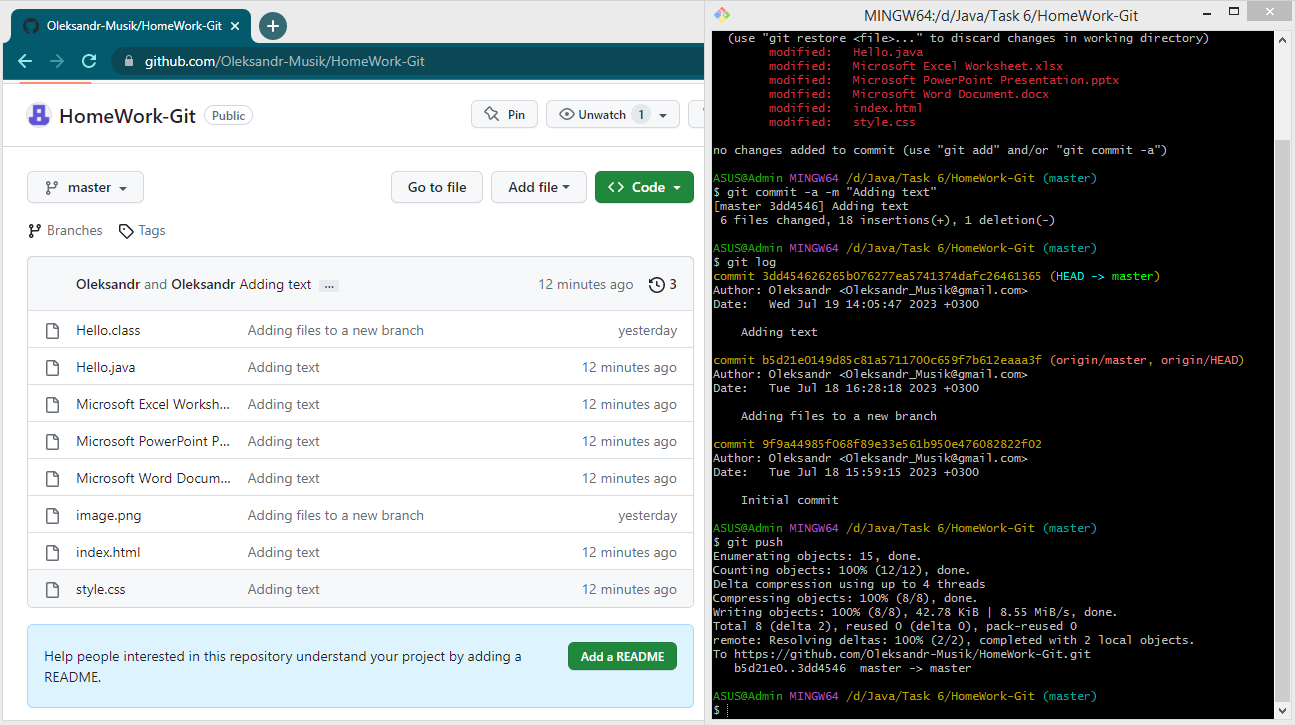 Oleksandr-Musik/HomeWork-Git
github.com/Oleksandr-Musik/HomeWork-Git
HomeWork-Git Public
Pin
Unwatch 1
master
Go to file
Add file
Code
Branches Tags
Oleksandr and Oleksandr Adding text ... 12 minutes ago 3
Hello.class Adding files to a new branch yesterday
Hello.java Adding text 12 minutes ago
Microsoft Excel Worksh... Adding text 12 minutes ago
Microsoft PowerPoint P... Adding text 12 minutes ago
Microsoft Word Docum... Adding text 12 minutes ago
image.png Adding files to a new branch yesterday
index.html Adding text 12 minutes ago
style.css Adding text 12 minutes ago
Help people interested in this repository understand your project by adding a
README.
Add a README
MINGW64:/d/Java/Task 6/HomeWork-Git
(use "git restore <file>..." to discard changes in working directory)
modified: Hello.java
modified: Microsoft Excel Worksheet.xlsx
modified: Microsoft PowerPoint Presentation.pptx
modified: Microsoft Word Document.docx
modified: index.html
modified: style.css
no changes added to commit (use "git add" and/or "git commit -a")
ASUS@Admin MINGW64 /d/Java/Task 6/HomeWork-Git (master)
$ git commit -a -m "Adding text"
[master 3dd4546] Adding text
6 files changed, 18 insertions(+), 1 deletion(-)
ASUS@Admin MINGW64 /d/Java/Task 6/HomeWork-Git (master)
$ git log
commit 3dd454626265b076277ea5741374dafc26461365 (HEAD -> master)
Author: Oleksandr <Oleksandr_Musik@gmail.com>
Date: Wed Jul 19 14:05:47 2023 +0300
Adding text
commit b5d21e0149d85c81a5711700c659f7b612eaaa3f (origin/master, origin/HEAD)
Author: Oleksandr <Oleksandr_Musik@gmail.com>
Date: Tue Jul 18 16:28:18 2023 +0300
Adding files to a new branch
commit 9f9a44985f068f89e33e561b950e476082822f02
Author: Oleksandr <Oleksandr_Musik@gmail.com>
Date: Tue Jul 18 15:59:15 2023 +0300
Initial commit
ASUS@Admin MINGW64 /d/Java/Task 6/HomeWork-Git (master)
$ git push
Enumerating objects: 15, done.
Counting objects: 100% (12/12), done.
Delta compression using up to 4 threads
Compressing objects: 100% (8/8), done.
Writing objects: 100% (8/8), 42.78 KiB | 8.55 MiB/s, done.
Total 8 (delta 2), reused 0 (delta 0), pack-reused 0
remote: Resolving deltas: 100% (2/2), completed with 2 local objects.
To https://github.com/Oleksandr-Musik/HomeWork-Git.git
b5d21e0..3dd4546 master -> master
ASUS@Admin MINGW64 /d/Java/Task 6/HomeWork-Git (master)
$